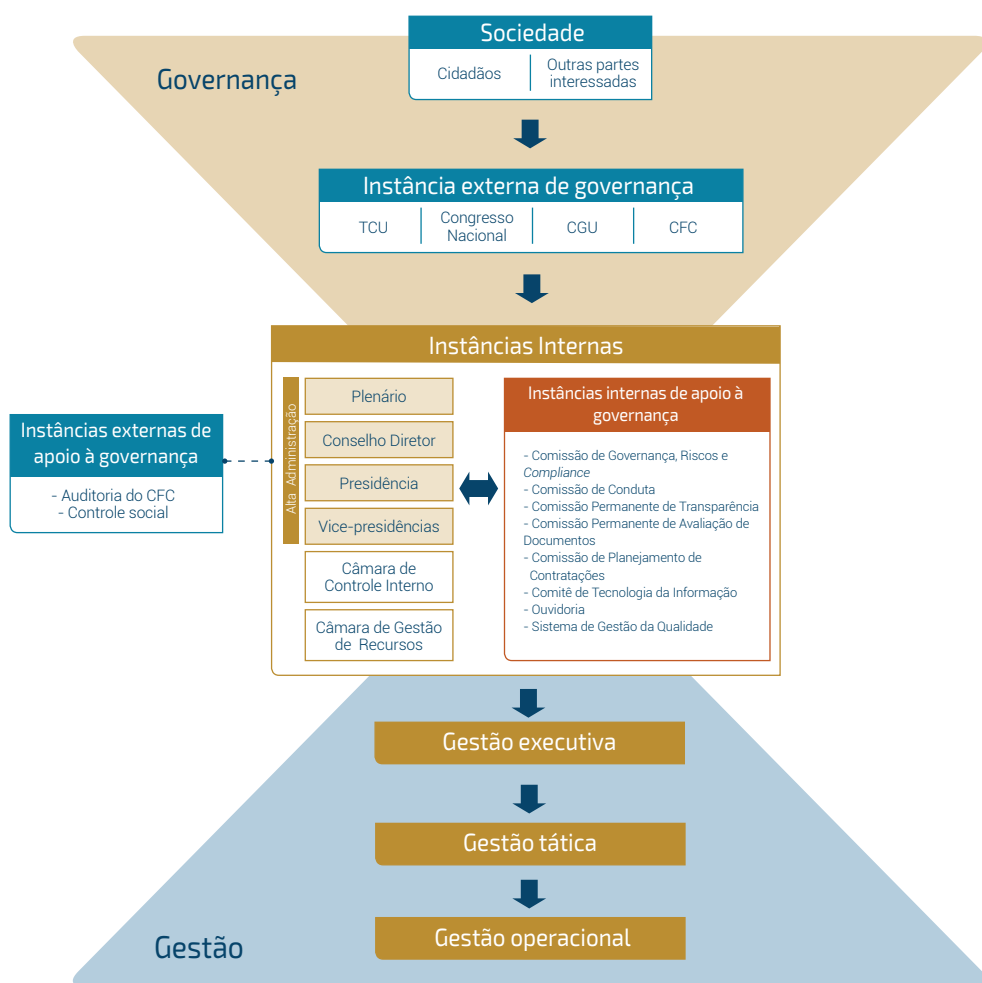 Sociedade
Cidadãos
Outras partes
interessadas
Governança
Instância externa de governança
TCU
Congresso
Nacional
CGU
CFC
Instâncias Internas
Alta Administração
Plenário
Conselho Diretor
Presidência
Vice-presidências
Câmara de
Controle Interno
Câmara de Gestão
de Recursos
Instâncias internas de apoio à
governança
- Comissão de Governança, Riscos e
Compliance
- Comissão de Conduta
- Comissão Permanente de Transparência
- Comissão Permanente de Avaliação de
Documentos
- Comissão de Planejamento de
Contratações
- Comitê de Tecnologia da Informação
- Ouvidoria
- Sistema de Gestão da Qualidade
Instâncias externas de
apoio à governança
- Auditoria do CFC
- Controle social
Gestão executiva
Gestão tática
Gestão operacional
Gestão